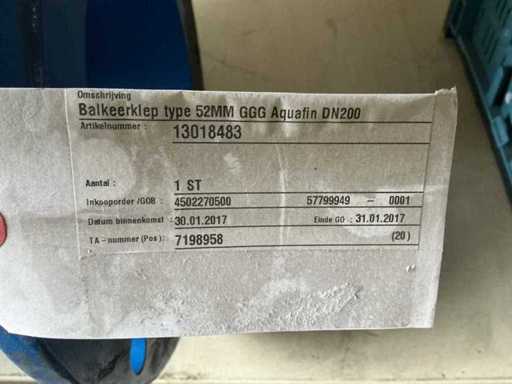 Omschrijving
Balkeerklep type 52MM GGG Aquafin DN200
Artikelnummer : 13018483
Aantal : 1 ST
Inkooporder /GOB : 4502270500 57799949 - 0001
Datum binnenkomst : 30.01.2017 Einde GO : 31.01.2017
TA-nummer (Pos) : 7198958 (20)